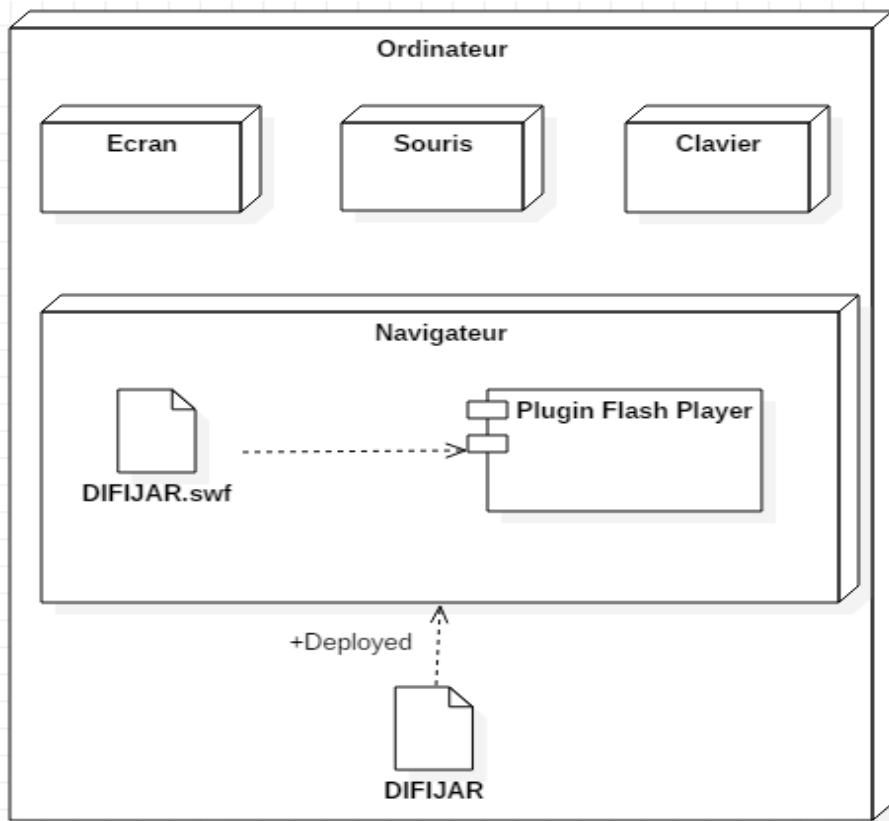 Ordinateur
Ecran
Souris
Clavier
Navigateur
Plugin Flash Player
DIFIJAR.swf
+Deployed
DIFIJAR